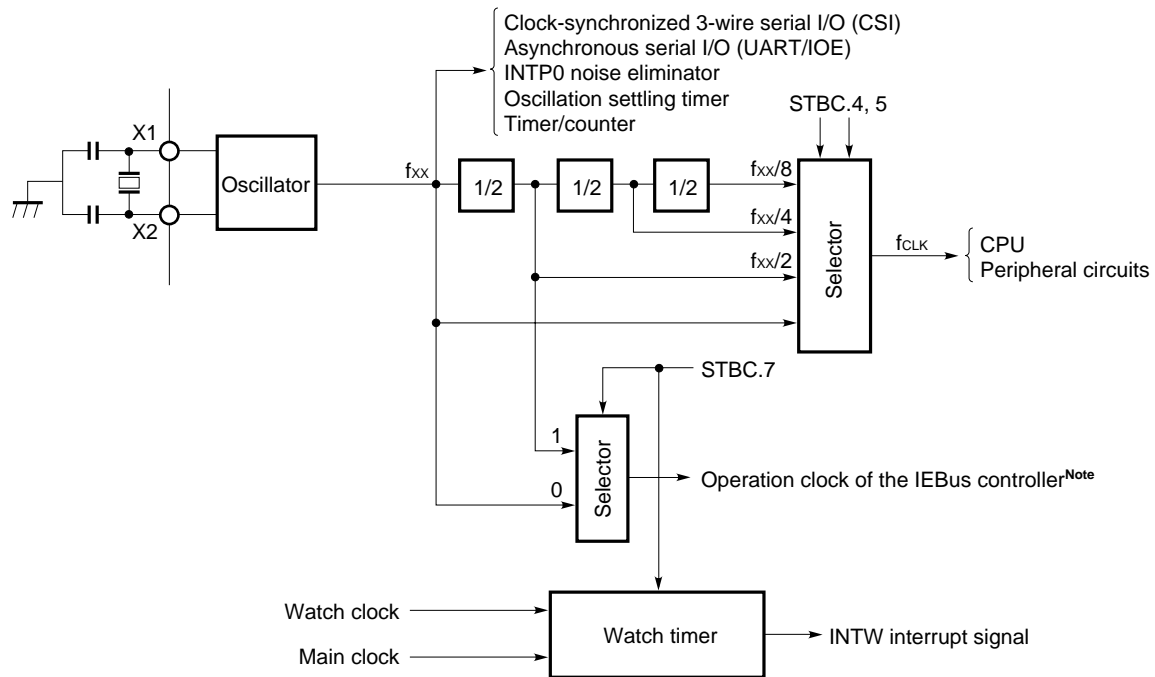 Clock-synchronized 3-wire serial I/O (CSI)
Asynchronous serial I/O (UART/IOE)
INTP0 noise eliminator
Oscillation settling timer
Timer/counter
STBC.4, 5
X1
Oscillator
X2
fXX
1/2
1/2
1/2
fXX/8
fXX/4
fXX/2
Selector
fCLK
CPU
Peripheral circuits
STBC.7
1
0
Selector
Operation clock of the IEBus controllerNote
Watch clock
Main clock
Watch timer
INTW interrupt signal